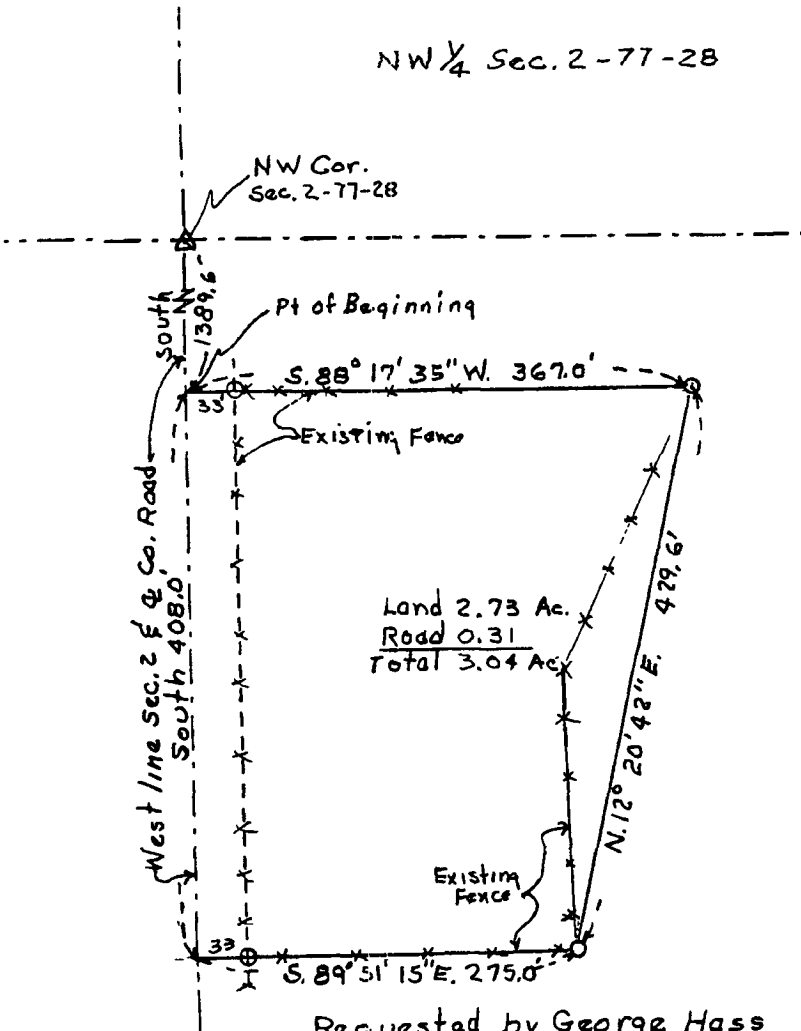 NW 1/4 Sec. 2-77-28
NW Cor.
Sec. 2-77-28
South
1389.6'
Pt of Beginning
S. 88° 17' 35" W. 367.0'
33'
Existing Fence
West line Sec. 2 & ℄ Co. Road
South 408.0'
Land 2.73 Ac.
Road 0.31
Total 3.04 Ac.
N. 12° 20' 42" E. 429.6'
Existing
Fence
33
S. 89° 51' 15" E. 275.0'
Requested by George Hass